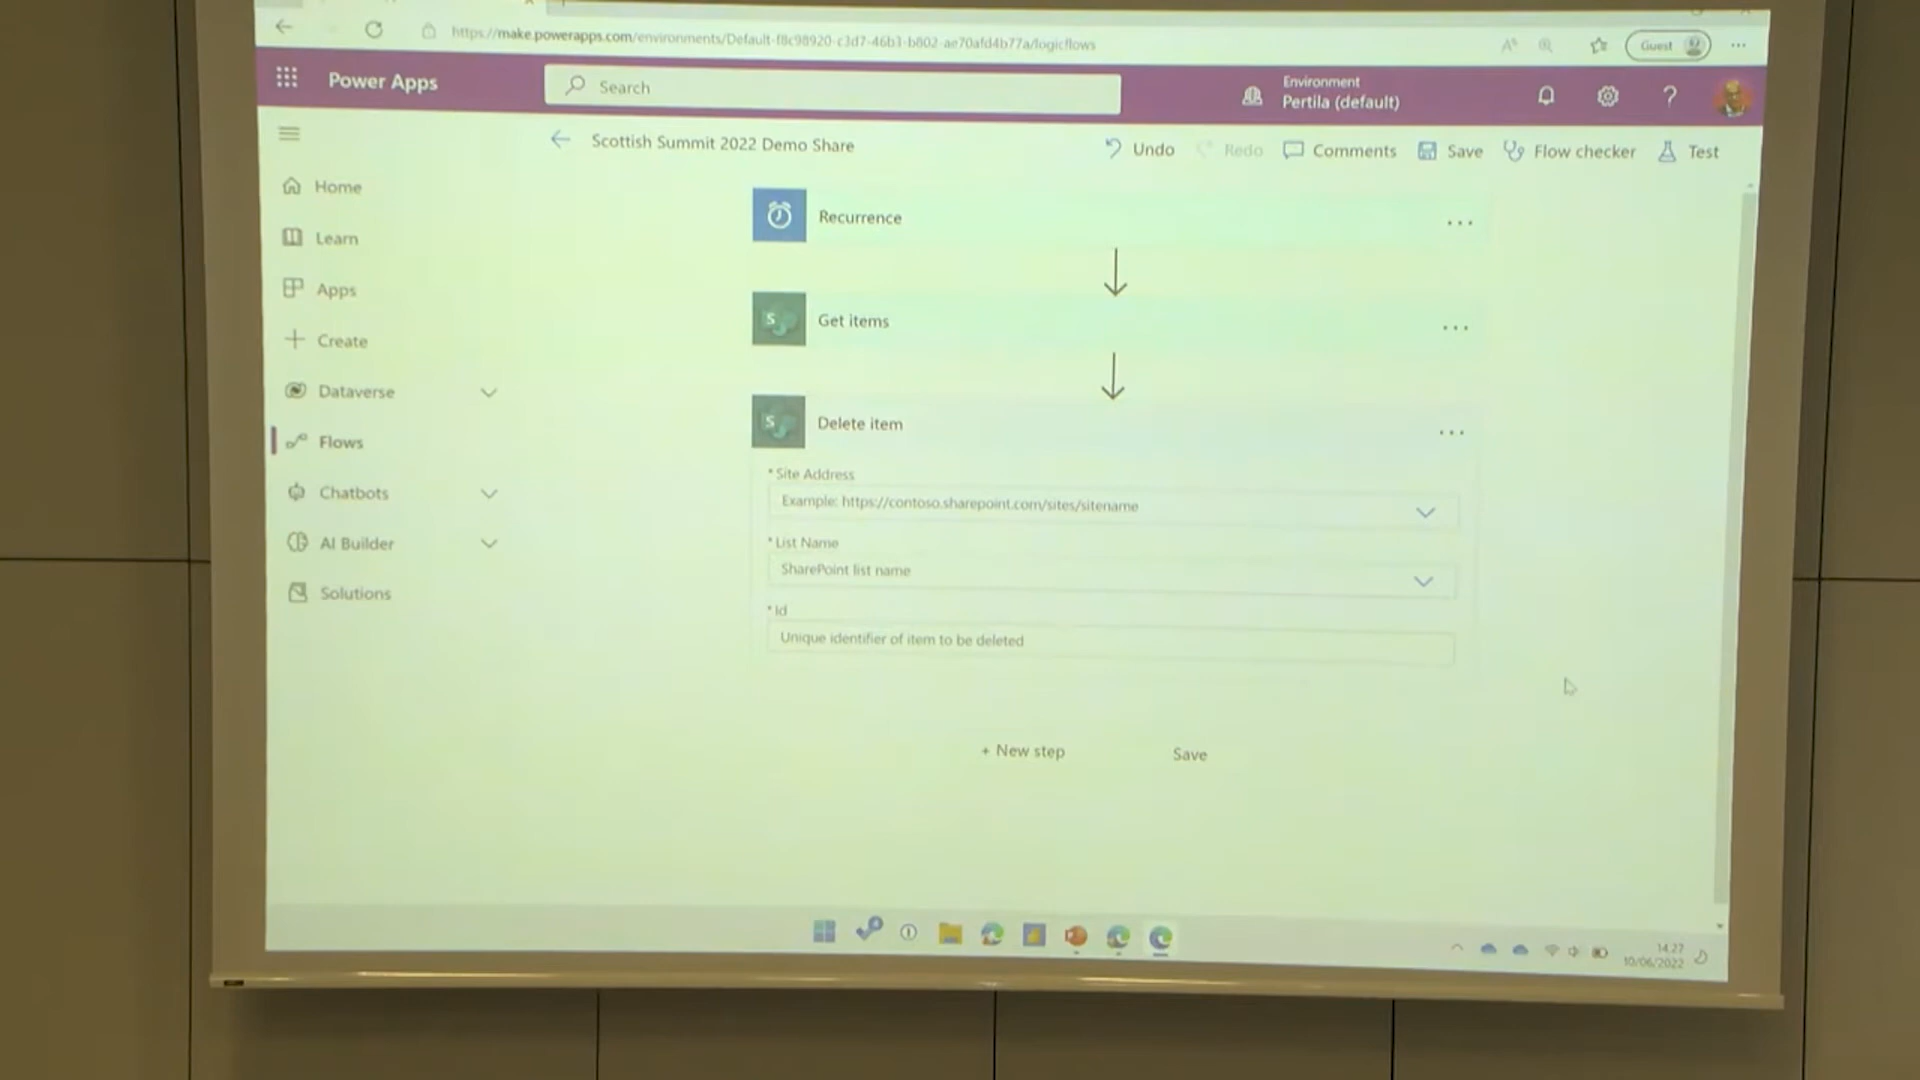 https://make.powerapps.com/environments/Default-f8c98920-c3d7-46b3-b802-ae70afd4b77a/logicflows
Guest
Power Apps
Search
Environment
Pertila (default)
?
Scottish Summit 2022 Demo Share
Undo
Redo
Comments
Save
Flow checker
Test
Home
Learn
Apps
Create
Dataverse
Flows
Chatbots
AI Builder
Solutions
Recurrence
Get items
Delete item
* Site Address
Example: https://contoso.sharepoint.com/sites/sitename
* List Name
SharePoint list name
* Id
Unique identifier of item to be deleted
+ New step
Save
14.27
10/06/2022